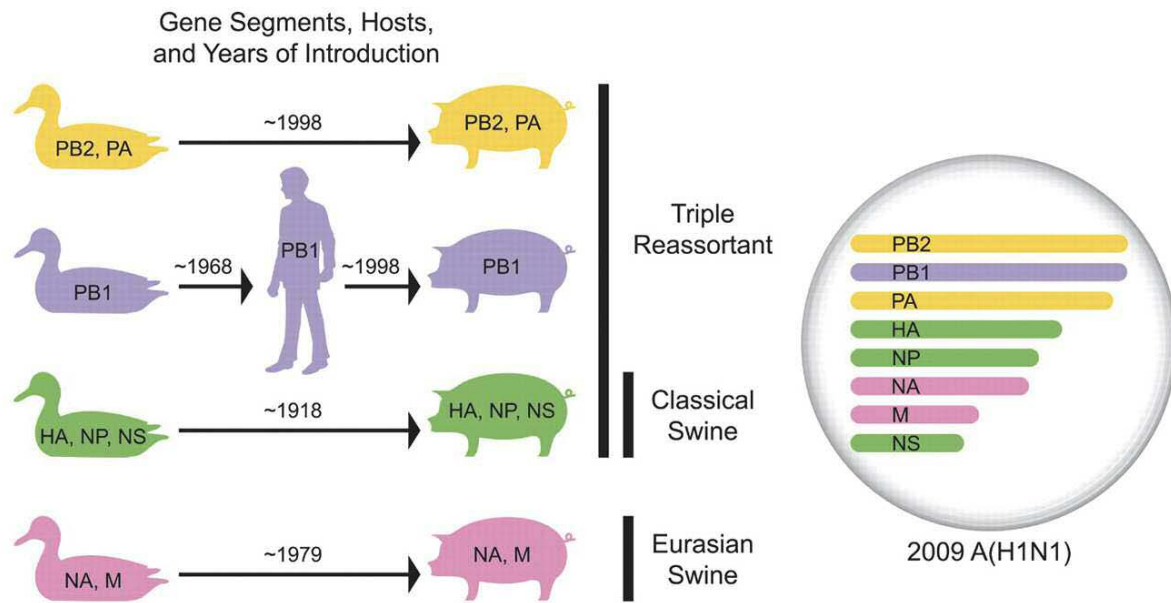 Gene Segments, Hosts,
and Years of Introduction
PB2, PA
~1998
PB2, PA
PB1
~1968
PB1
~1998
PB1
HA, NP, NS
~1918
HA, NP, NS
NA, M
~1979
NA, M
Triple
Reassortant
Classical
Swine
Eurasian
Swine
PB2
PB1
PA
HA
NP
NA
M
NS
2009 A(H1N1)